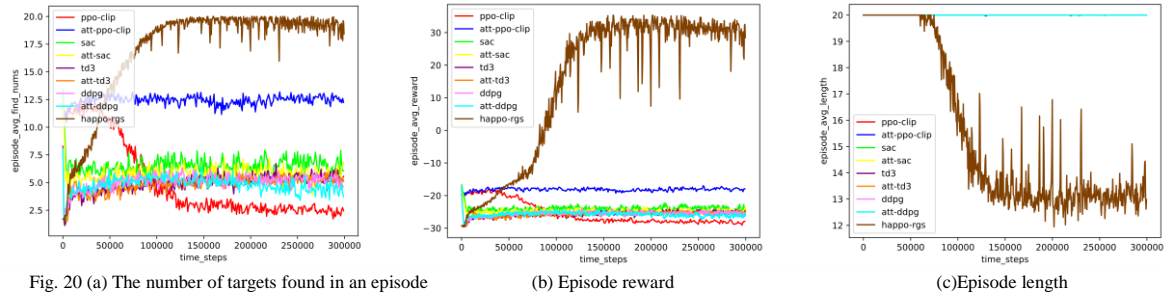 20.0
17.5
15.0
12.5
10.0
7.5
5.0
2.5
episode_avg_find_nums
ppo-clip
att-ppo-clip
sac
att-sac
td3
att-td3
ddpg
att-ddpg
happo-rgs
0 50000 100000 150000 200000 250000 300000
time_steps
30
20
10
0
−10
−20
−30
episode_avg_reward
ppo-clip
att-ppo-clip
sac
att-sac
td3
att-td3
ddpg
att-ddpg
happo-rgs
0 50000 100000 150000 200000 250000 300000
time_steps
20
19
18
17
16
15
14
13
12
episode_avg_length
ppo-clip
att-ppo-clip
sac
att-sac
td3
att-td3
ddpg
att-ddpg
happo-rgs
0 50000 100000 150000 200000 250000 300000
time_steps
Fig. 20 (a) The number of targets found in an episode
(b) Episode reward
(c)Episode length